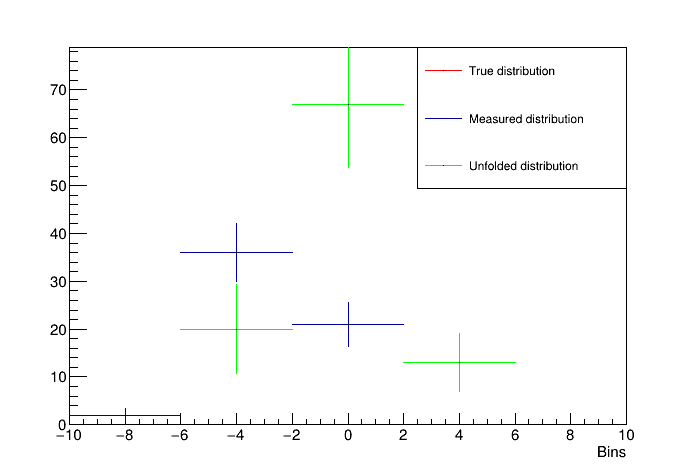 True distribution
Measured distribution
Unfolded distribution
70
60
50
40
30
20
10
0
−10 −8 −6 −4 −2 0 2 4 6 8 10
Bins